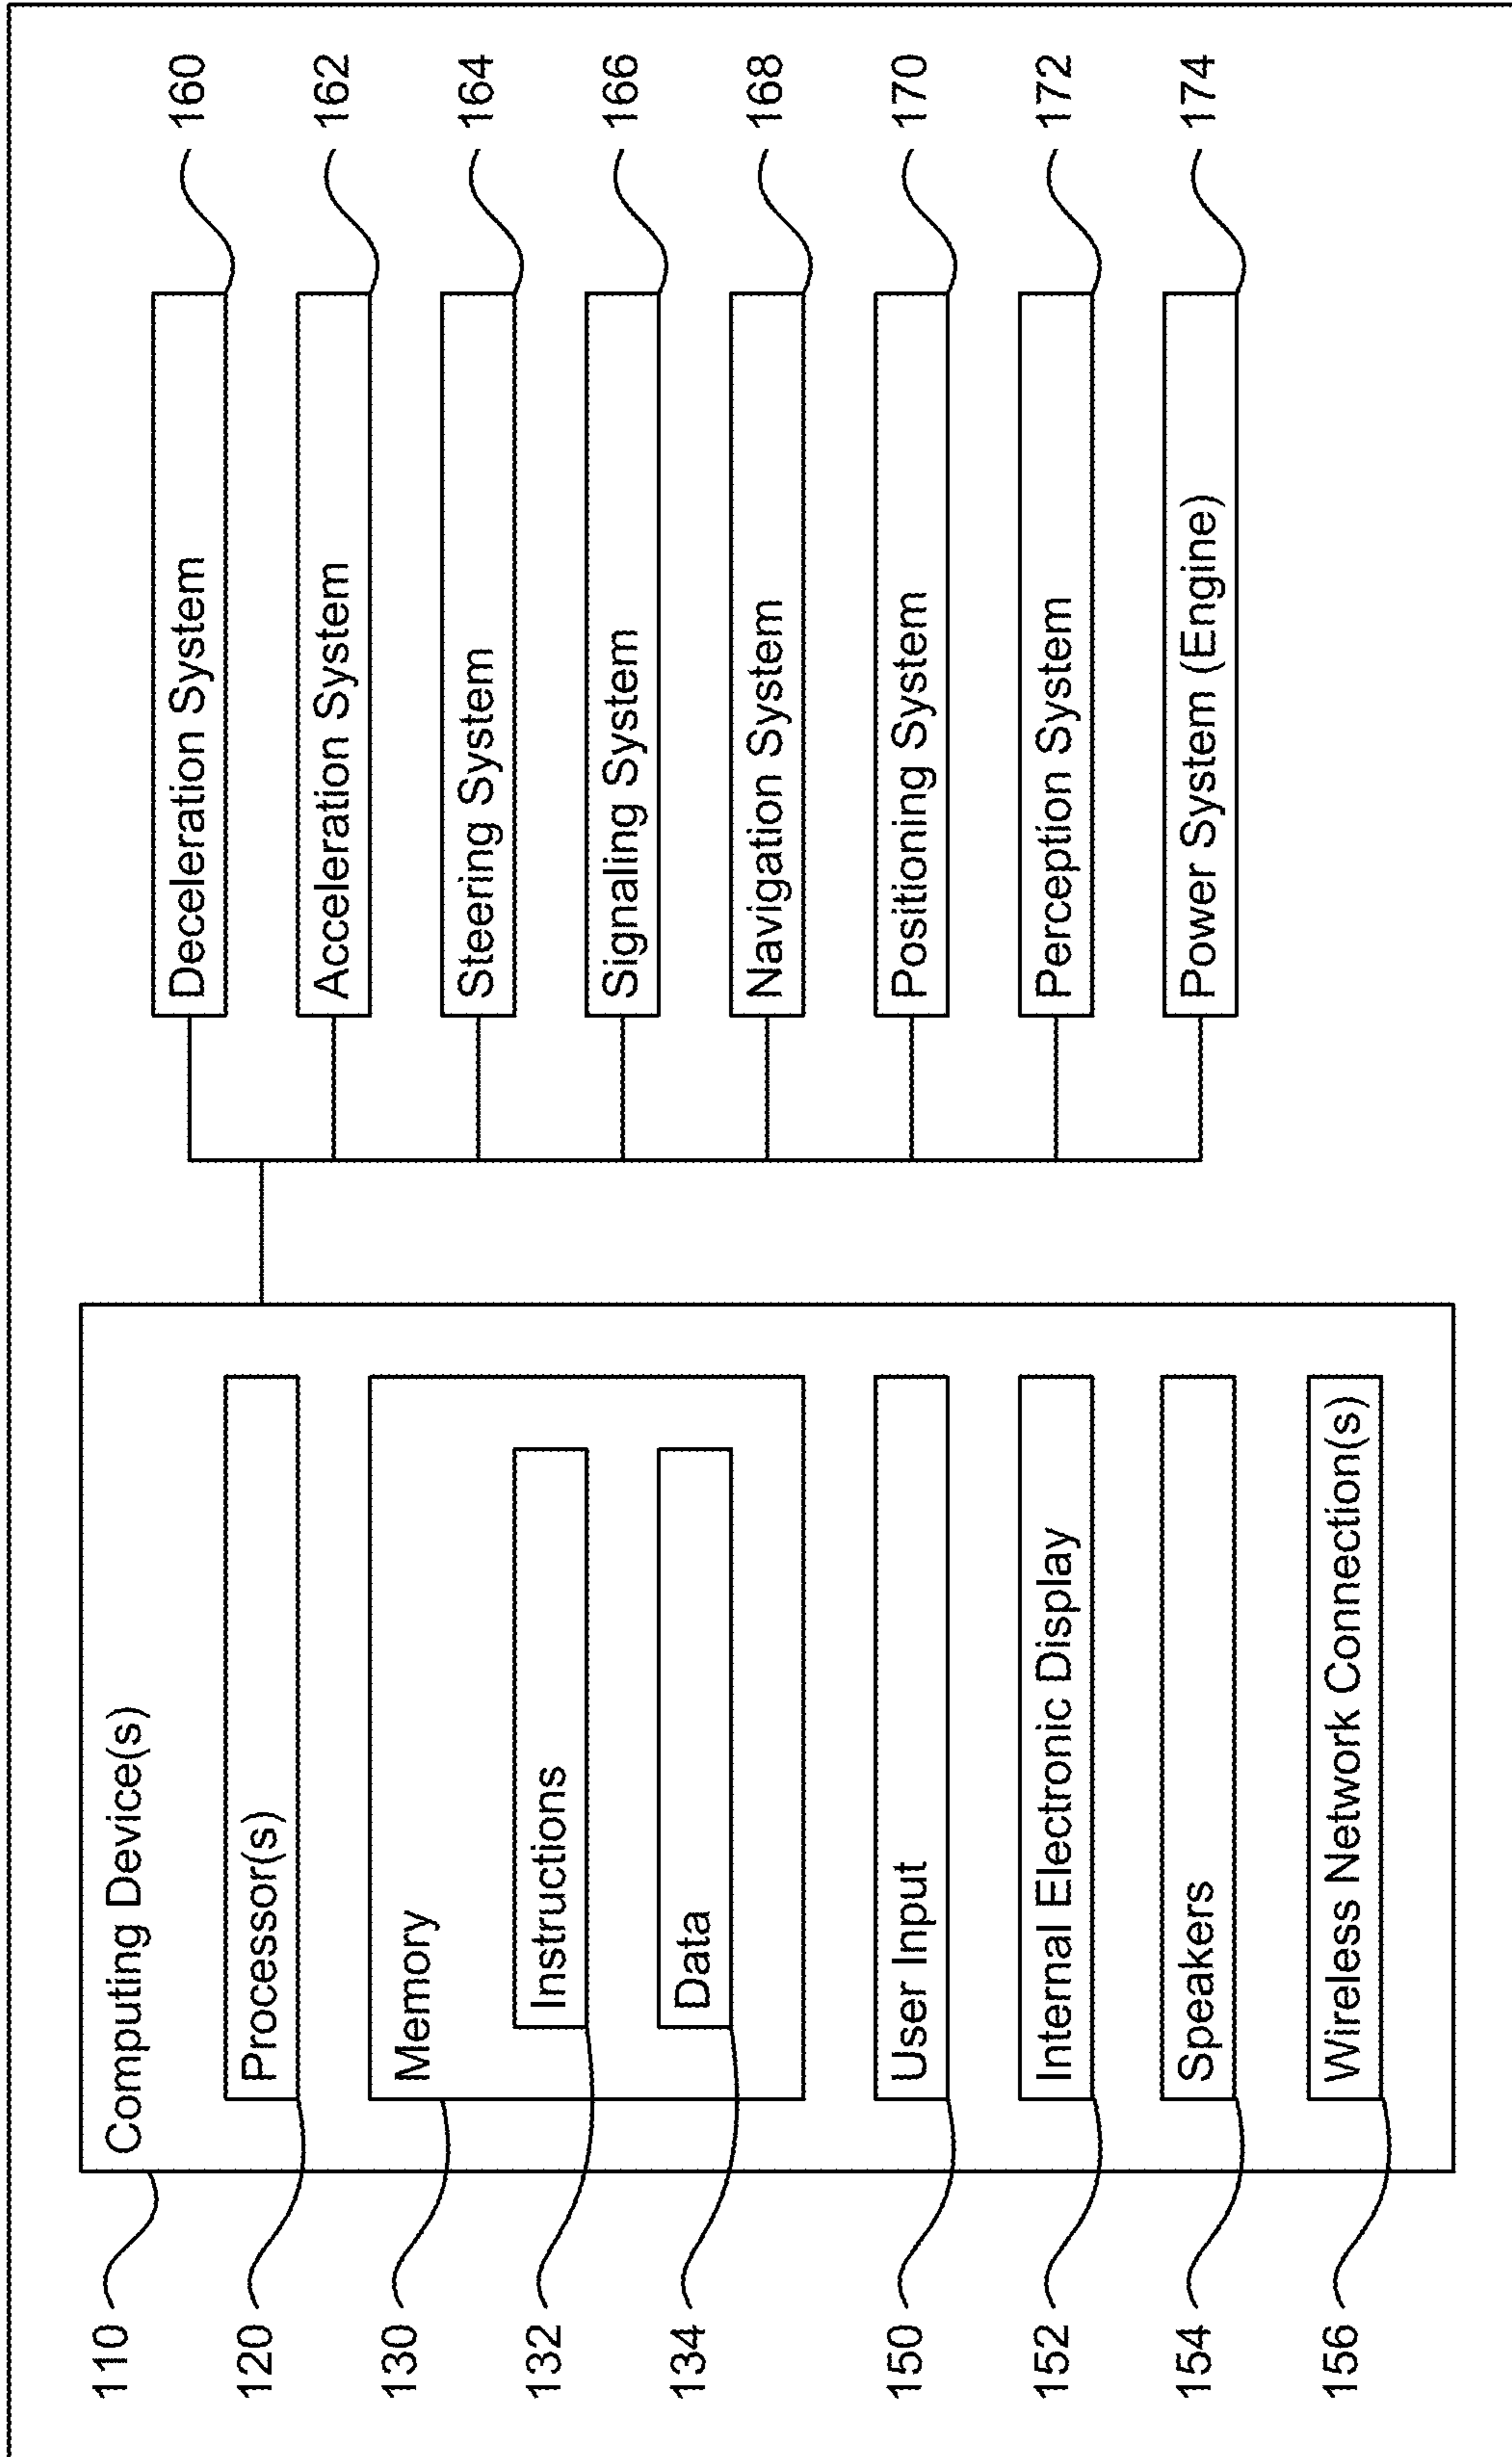 110
Computing Device(s)
120
Processor(s)
130
Memory
132
Instructions
134
Data
150
User Input
152
Internal Electronic Display
154
Speakers
156
Wireless Network Connection(s)
Deceleration System
160
Acceleration System
162
Steering System
164
Signaling System
166
Navigation System
168
Positioning System
170
Perception System
172
Power System (Engine)
174